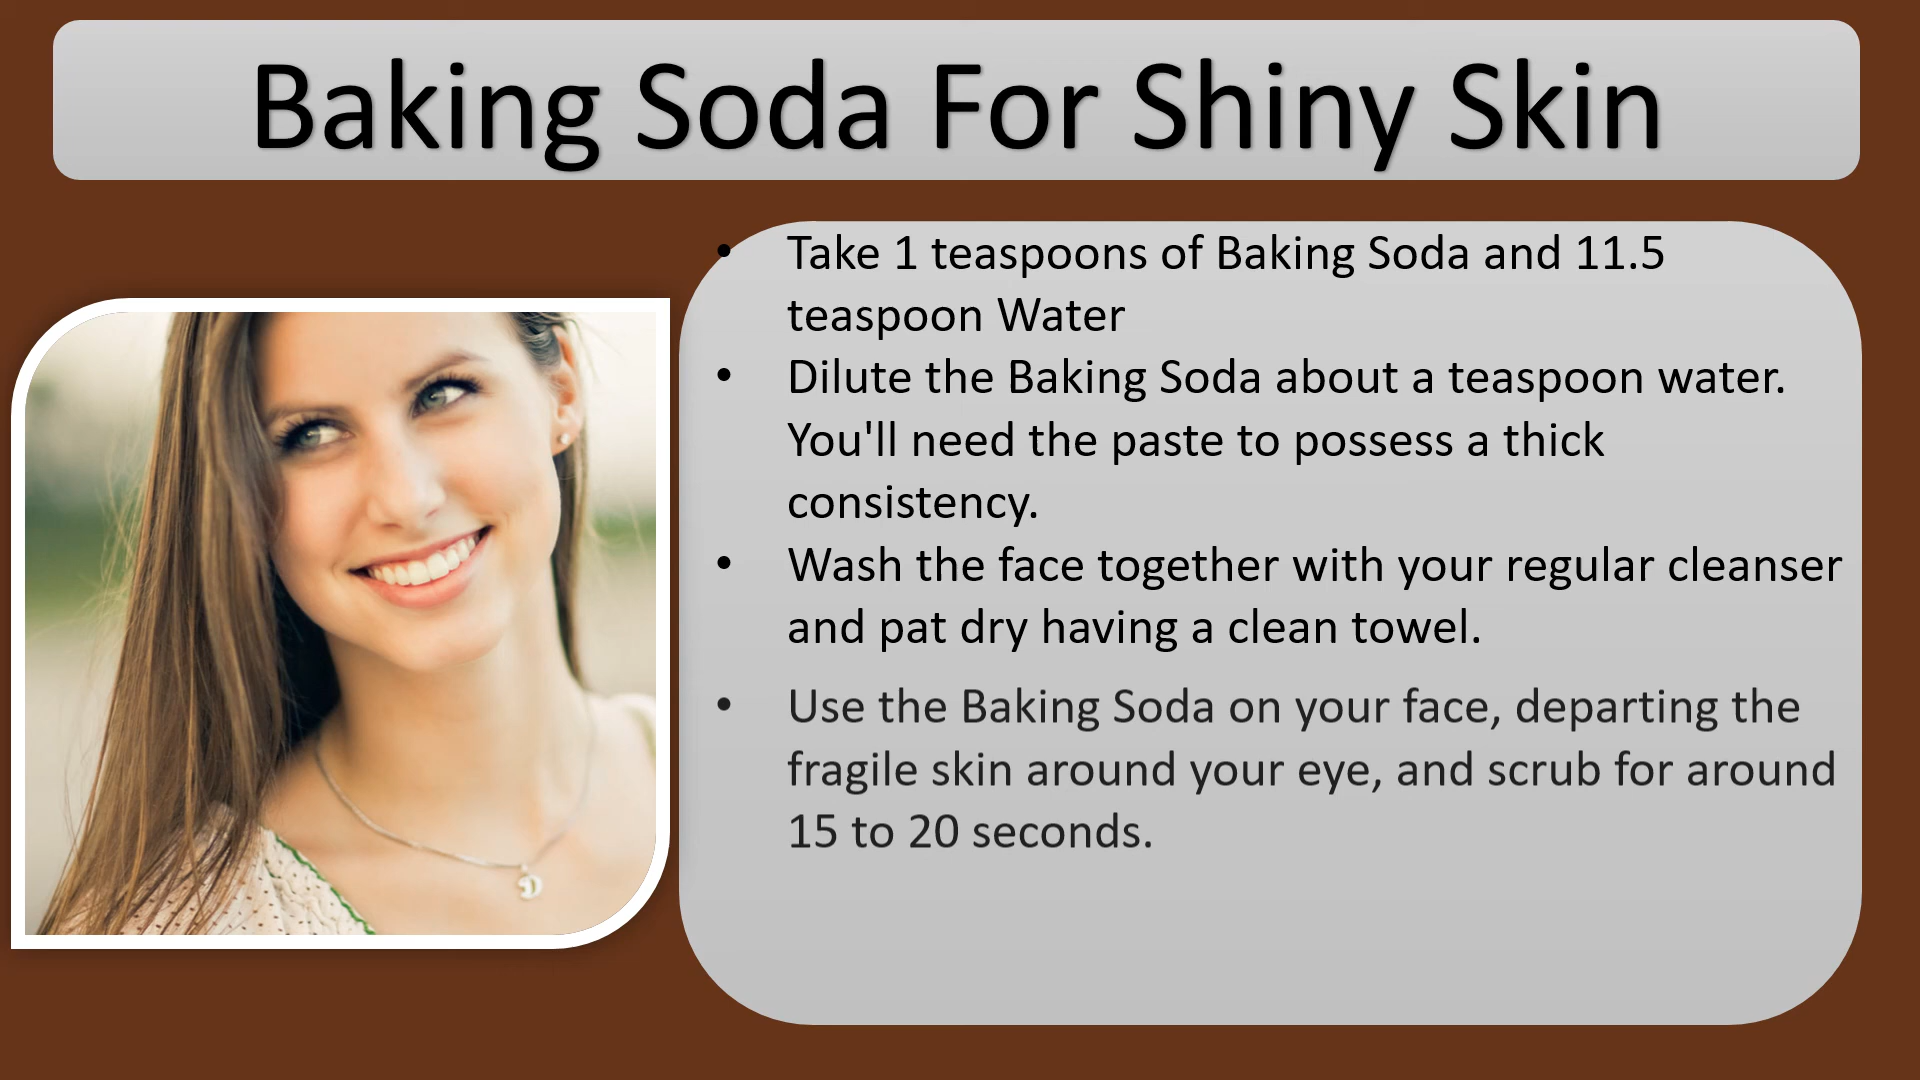 Baking Soda For Shiny Skin
• Take 1 teaspoons of Baking Soda and 11.5
teaspoon Water
• Dilute the Baking Soda about a teaspoon water.
You'll need the paste to possess a thick
consistency.
• Wash the face together with your regular cleanser
and pat dry having a clean towel.
• Use the Baking Soda on your face, departing the
fragile skin around your eye, and scrub for around
15 to 20 seconds.